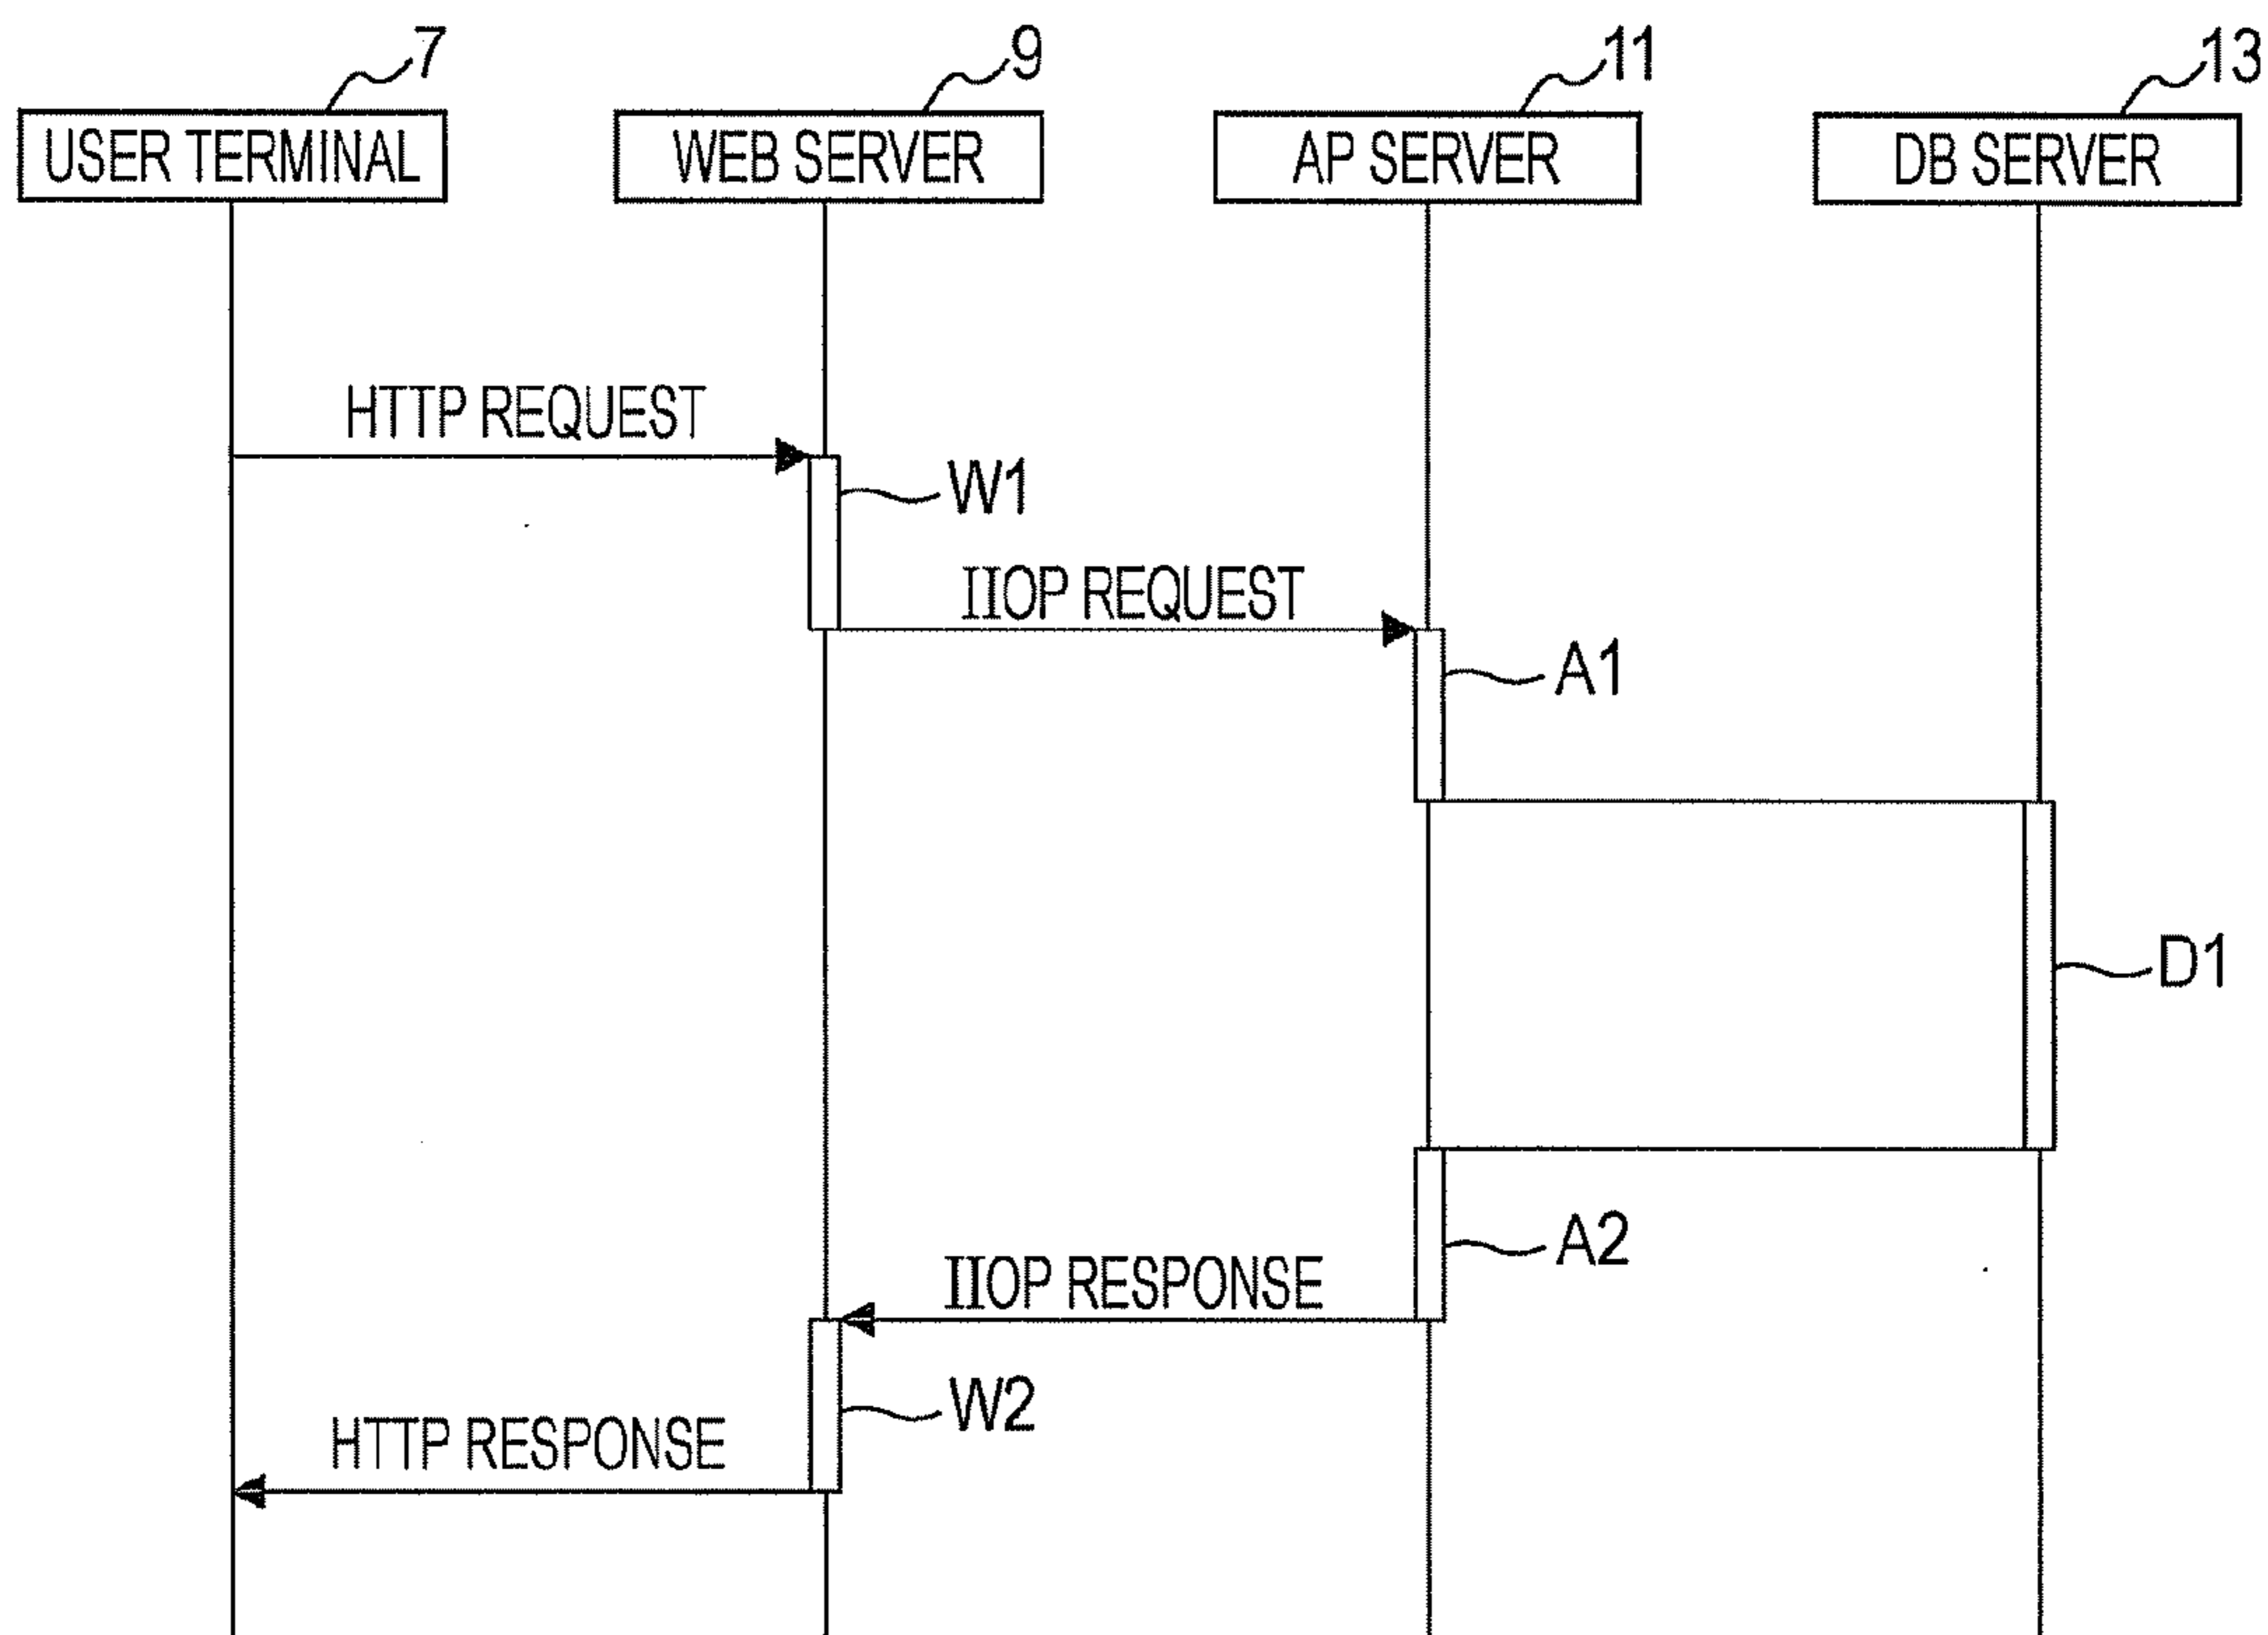 7
9
11
13
USER TERMINAL
WEB SERVER
AP SERVER
DB SERVER
HTTP REQUEST
W1
IIOP REQUEST
A1
D1
A2
IIOP RESPONSE
W2
HTTP RESPONSE